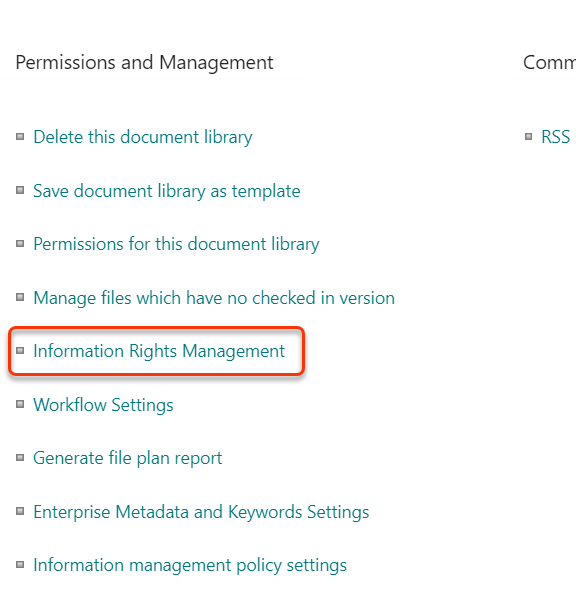 Permissions and Management
Delete this document library
Save document library as template
Permissions for this document library
Manage files which have no checked in version
Information Rights Management
Workflow Settings
Generate file plan report
Enterprise Metadata and Keywords Settings
Information management policy settings
Comm
RSS